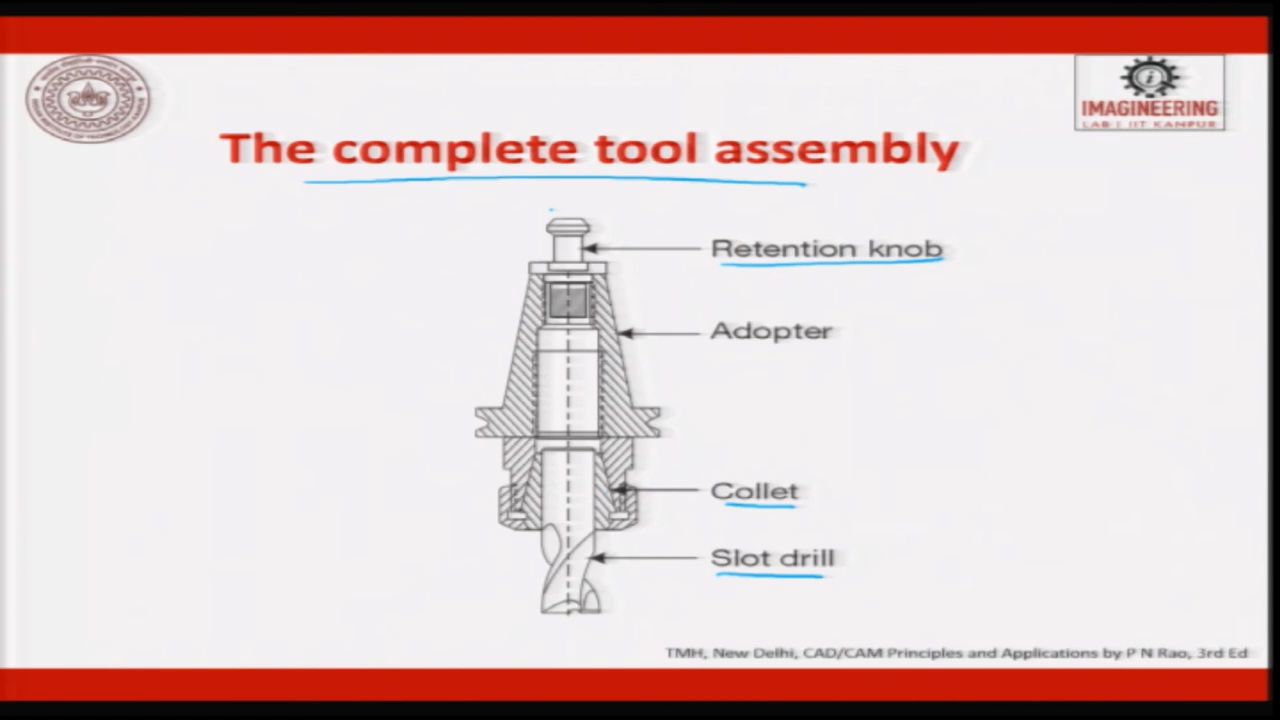 IMAGINEERING
LAB | IIT KANPUR
The complete tool assembly
Retention knob
Adopter
Collet
Slot drill
TMH, New Delhi, CAD/CAM Principles and Applications by P N Rao, 3rd Ed